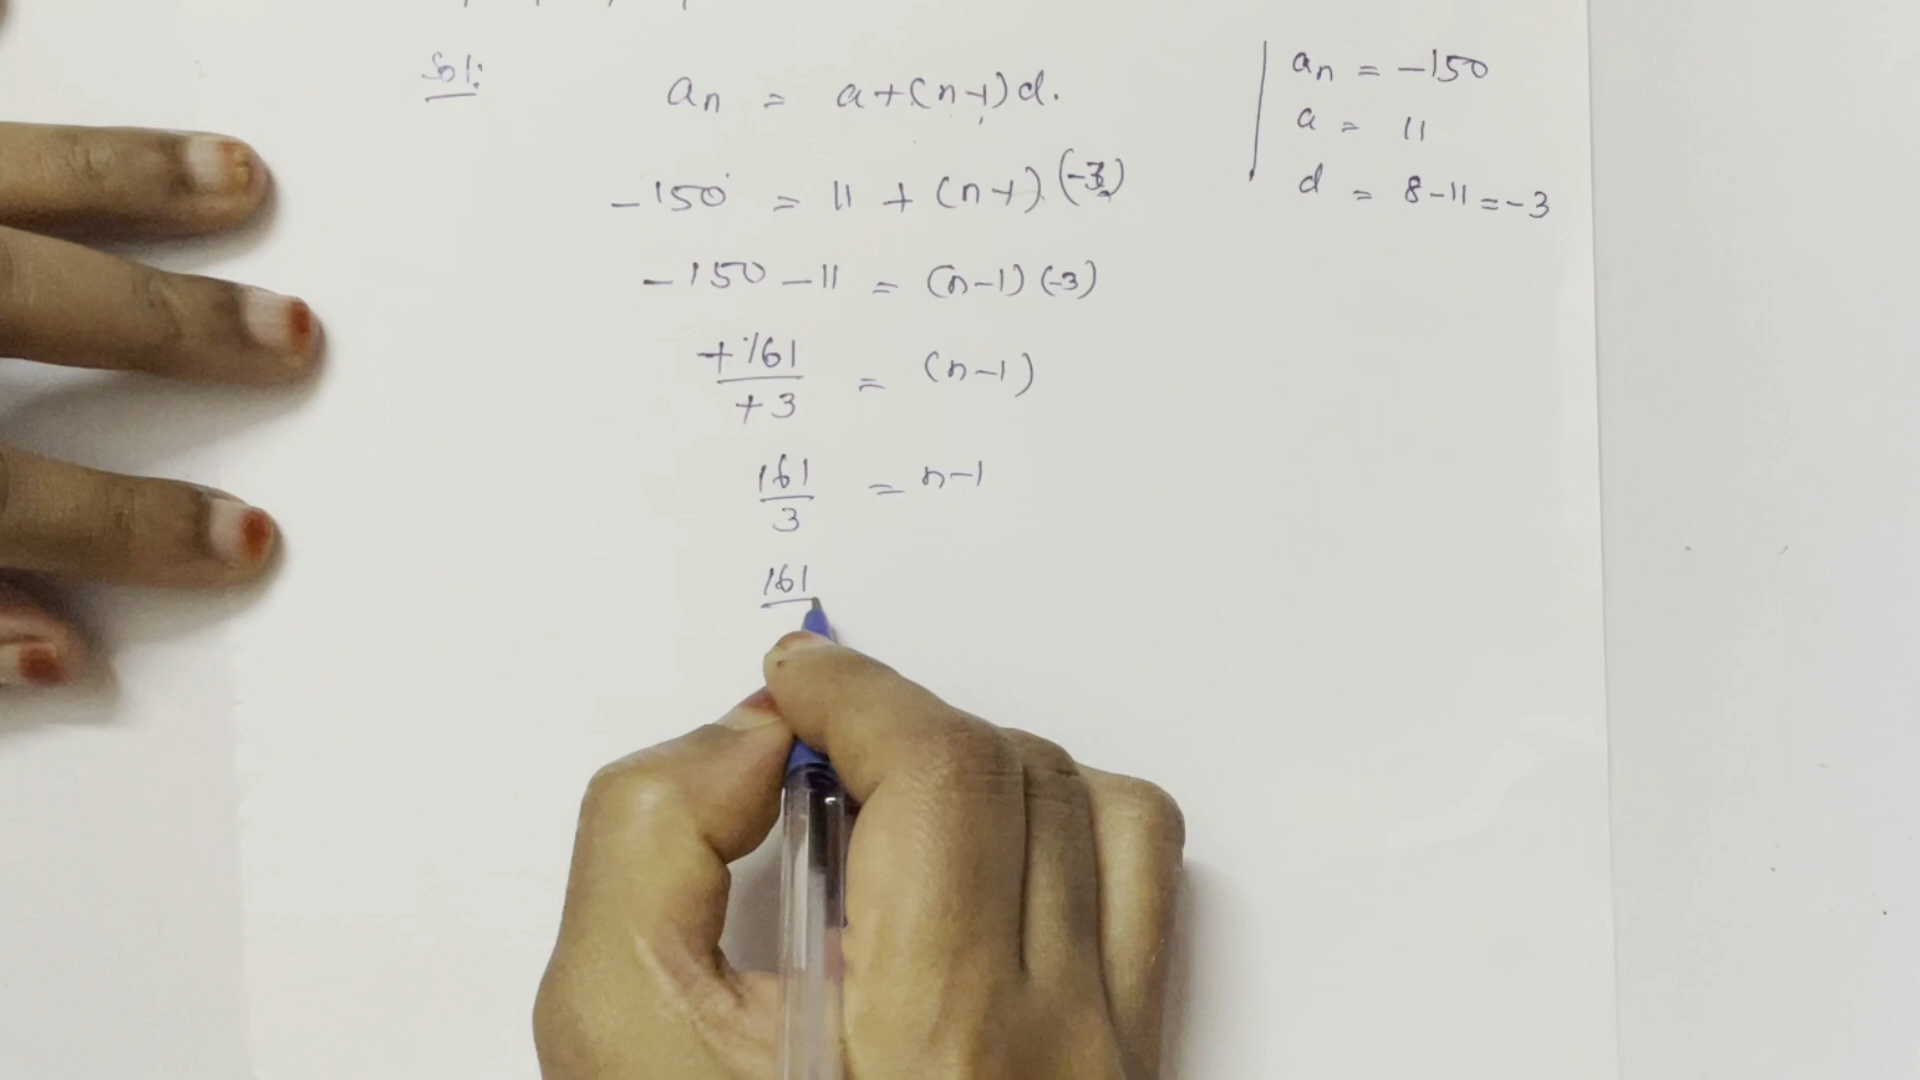 Sol:
an = a+(n-1)d.
-150 = 11 + (n-1) (-3)
-150 -11 = (n-1) (-3)
+161/+3 = (n-1)
161/3 = n-1
161
an = -150
a = 11
d = 8-11 = -3